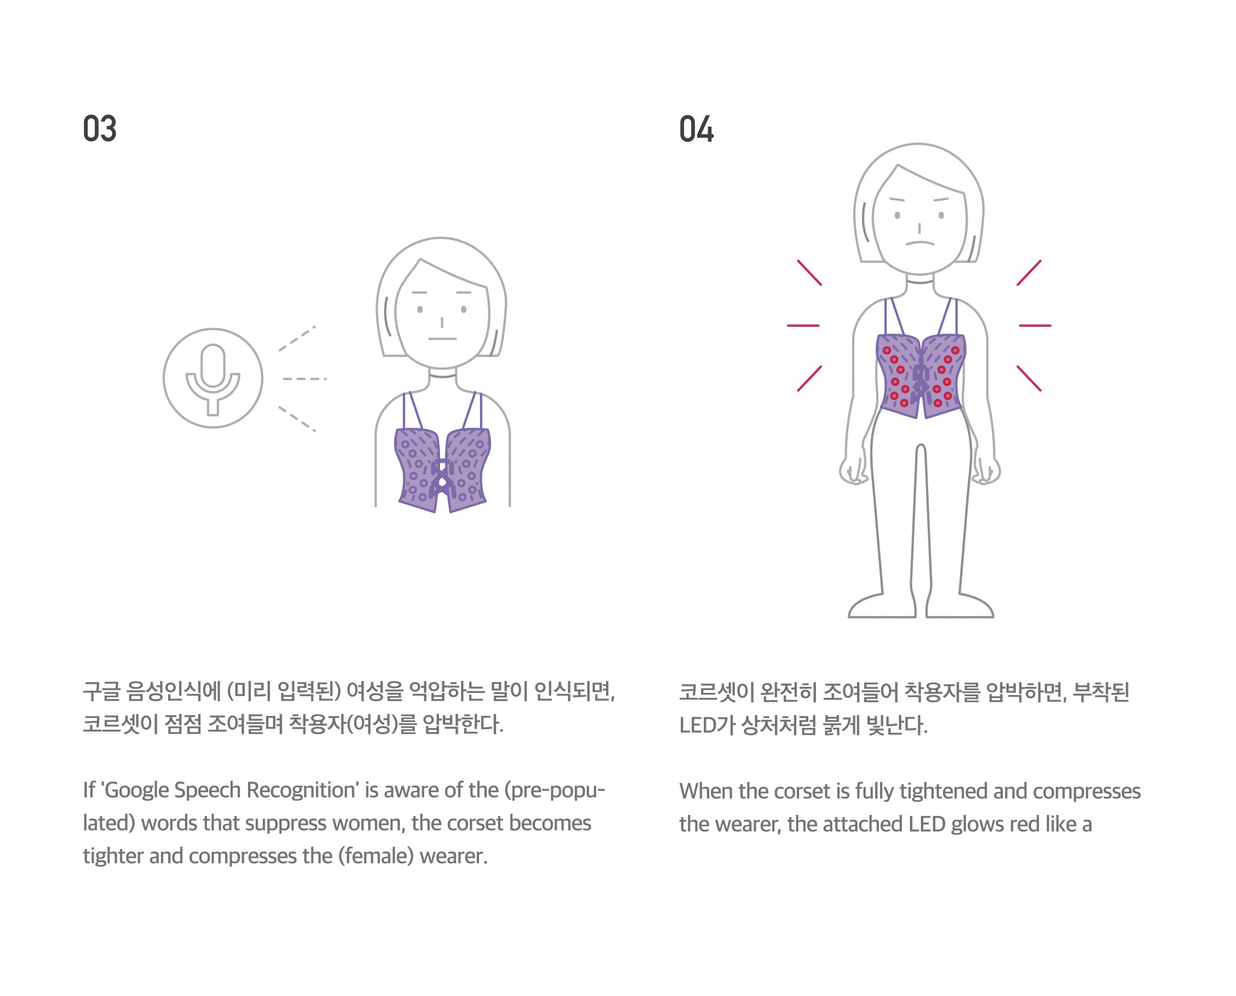 03
구글 음성인식에 (미리 입력된) 여성을 억압하는 말이 인식되면,
코르셋이 점점 조여들며 착용자(여성)를 압박한다.
If 'Google Speech Recognition' is aware of the (pre-popu-
lated) words that suppress women, the corset becomes
tighter and compresses the (female) wearer.
04
코르셋이 완전히 조여들어 착용자를 압박하면, 부착된
LED가 상처처럼 붉게 빛난다.
When the corset is fully tightened and compresses
the wearer, the attached LED glows red like a